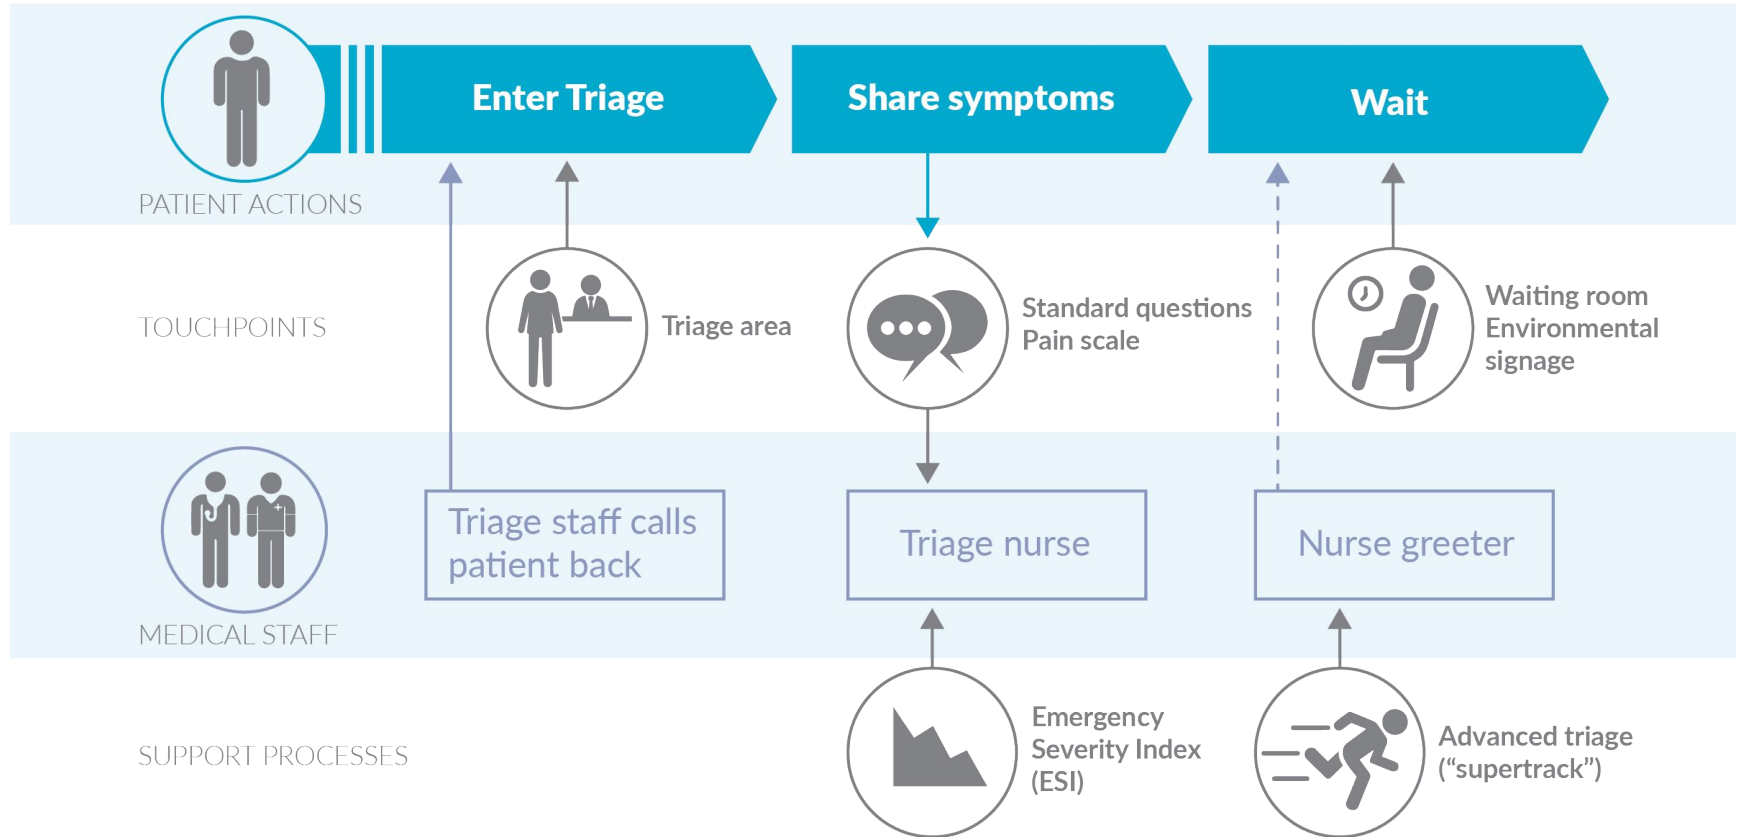 Enter Triage
Share symptoms
Wait
PATIENT ACTIONS
TOUCHPOINTS
Triage area
Standard questions
Pain scale
Waiting room
Environmental
signage
Triage staff calls
patient back
Triage nurse
Nurse greeter
MEDICAL STAFF
SUPPORT PROCESSES
Emergency
Severity Index
(ESI)
Advanced triage
(“supertrack”)